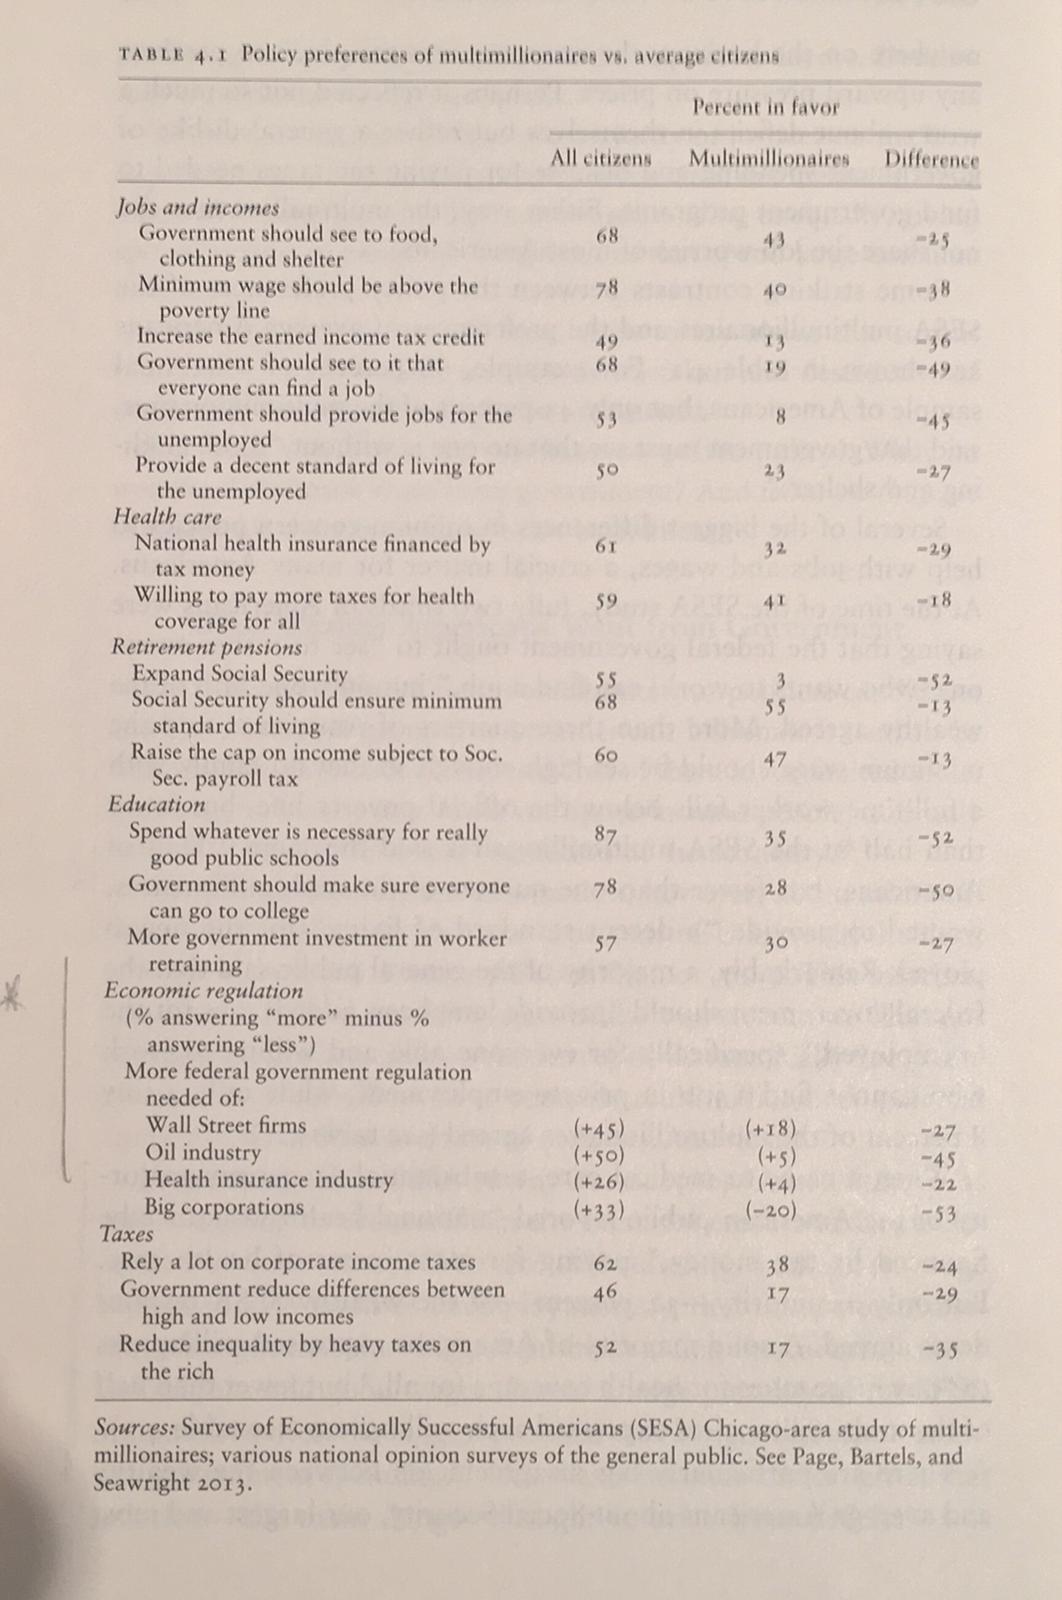 TABLE 4.1 Policy preferences of multimillionaires vs. average citizens
Percent in favor
All citizens Multimillionaires Difference
Jobs and incomes
Government should see to food, 68 43 -25
clothing and shelter
Minimum wage should be above the 78 40 -38
poverty line
Increase the earned income tax credit 49 13 -36
Government should see to it that 68 19 -49
everyone can find a job
Government should provide jobs for the 53 8 -45
unemployed
Provide a decent standard of living for 50 23 -27
the unemployed
Health care
National health insurance financed by 61 32 -29
tax money
Willing to pay more taxes for health 59 41 -18
coverage for all
Retirement pensions
Expand Social Security 55 3 -52
Social Security should ensure minimum 68 55 -13
standard of living
Raise the cap on income subject to Soc. 60 47 -13
Sec. payroll tax
Education
Spend whatever is necessary for really 87 35 -52
good public schools
Government should make sure everyone 78 28 -50
can go to college
More government investment in worker 57 30 -27
retraining
Economic regulation
(% answering “more” minus %
answering “less”)
More federal government regulation
needed of:
Wall Street firms (+45) (+18) -27
Oil industry (+50) (+5) -45
Health insurance industry (+26) (+4) -22
Big corporations (+33) (-20) -53
Taxes
Rely a lot on corporate income taxes 62 38 -24
Government reduce differences between 46 17 -29
high and low incomes
Reduce inequality by heavy taxes on 52 17 -35
the rich
Sources: Survey of Economically Successful Americans (SESA) Chicago-area study of multi-
millionaires; various national opinion surveys of the general public. See Page, Bartels, and
Seawright 2013.